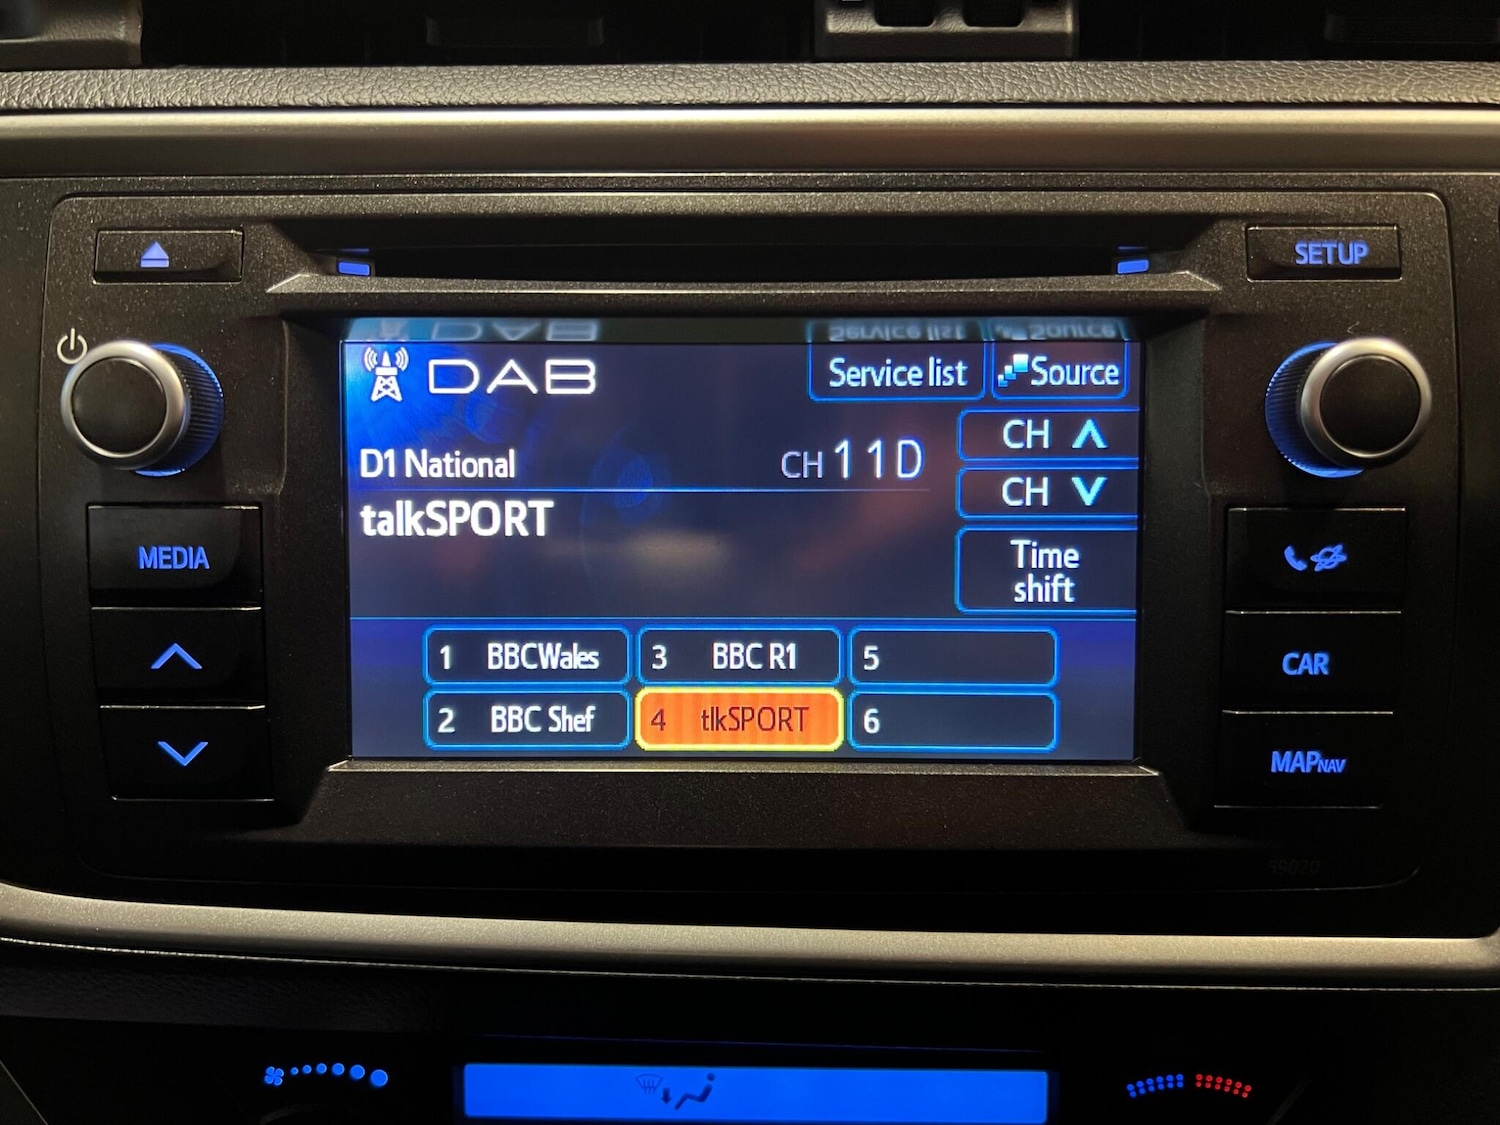 SETUP
DAB
Service list
Source
CH
D1 National
CH 11D
CH
talkSPORT
Time
shift
MEDIA
1 BBCWales
3 BBC R1
5
CAR
2 BBC Shef
4 tlkSPORT
6
MAPNAV
59020